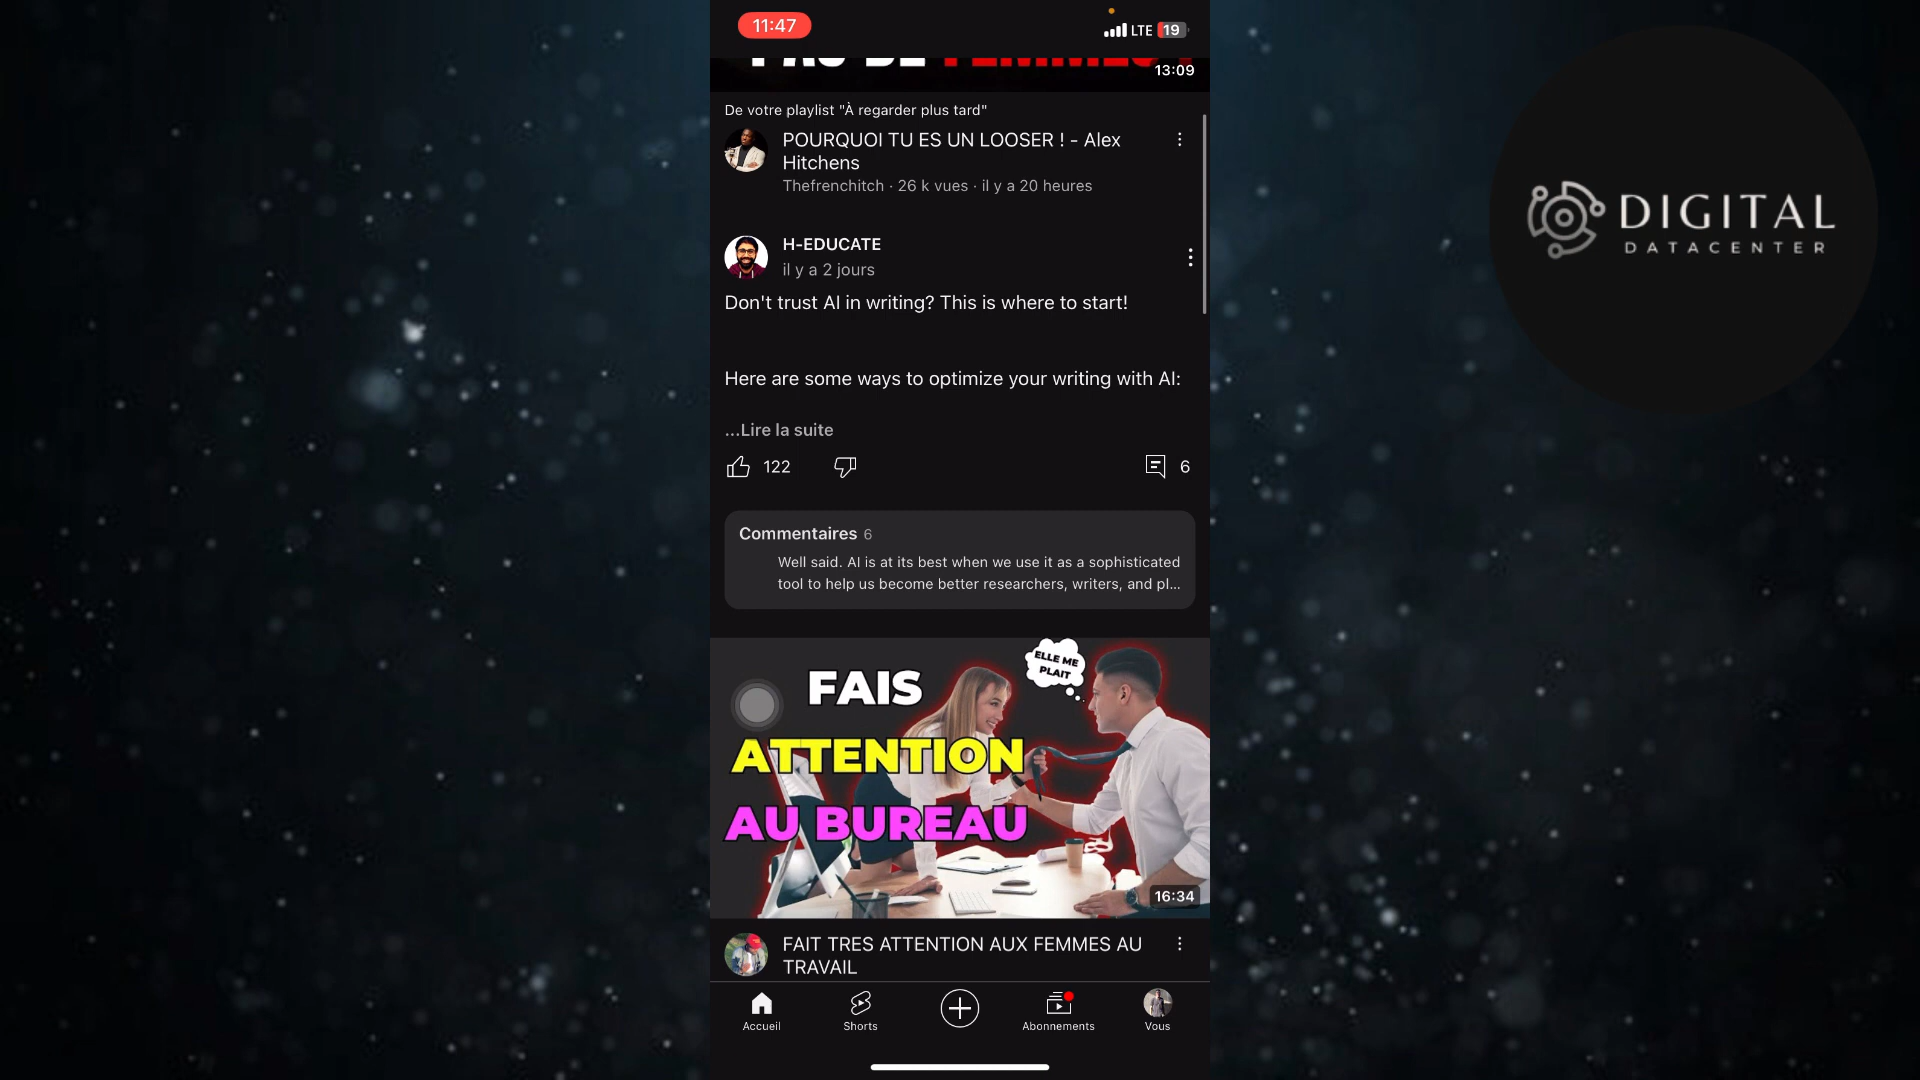 11:47
LTE 19
13:09
De votre playlist "À regarder plus tard"
POURQUOI TU ES UN LOOSER ! - Alex
Hitchens
Thefrenchitch · 26 k vues · il y a 20 heures
H-EDUCATE
il y a 2 jours
Don't trust AI in writing? This is where to start!
Here are some ways to optimize your writing with AI:
...Lire la suite
122
6
Commentaires 6
Well said. AI is at its best when we use it as a sophisticated
tool to help us become better researchers, writers, and pl...
ELLE ME
PLAIT
FAIS
ATTENTION
AU BUREAU
16:34
FAIT TRES ATTENTION AUX FEMMES AU
TRAVAIL
Accueil
Shorts
Abonnements
Vous
DIGITAL
DATACENTER